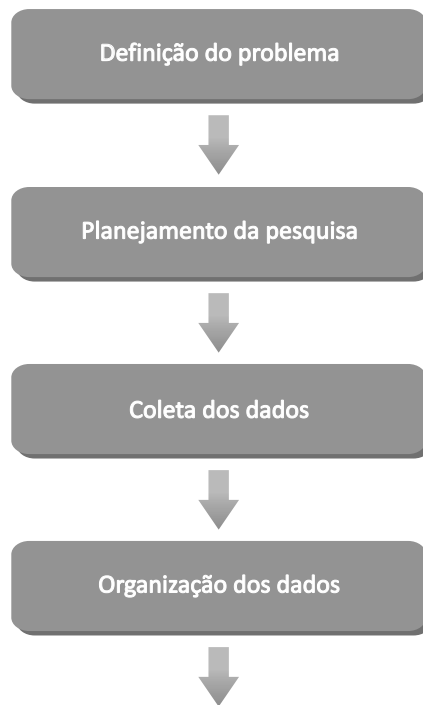 Definição do problema
Planejamento da pesquisa
Coleta dos dados
Organização dos dados